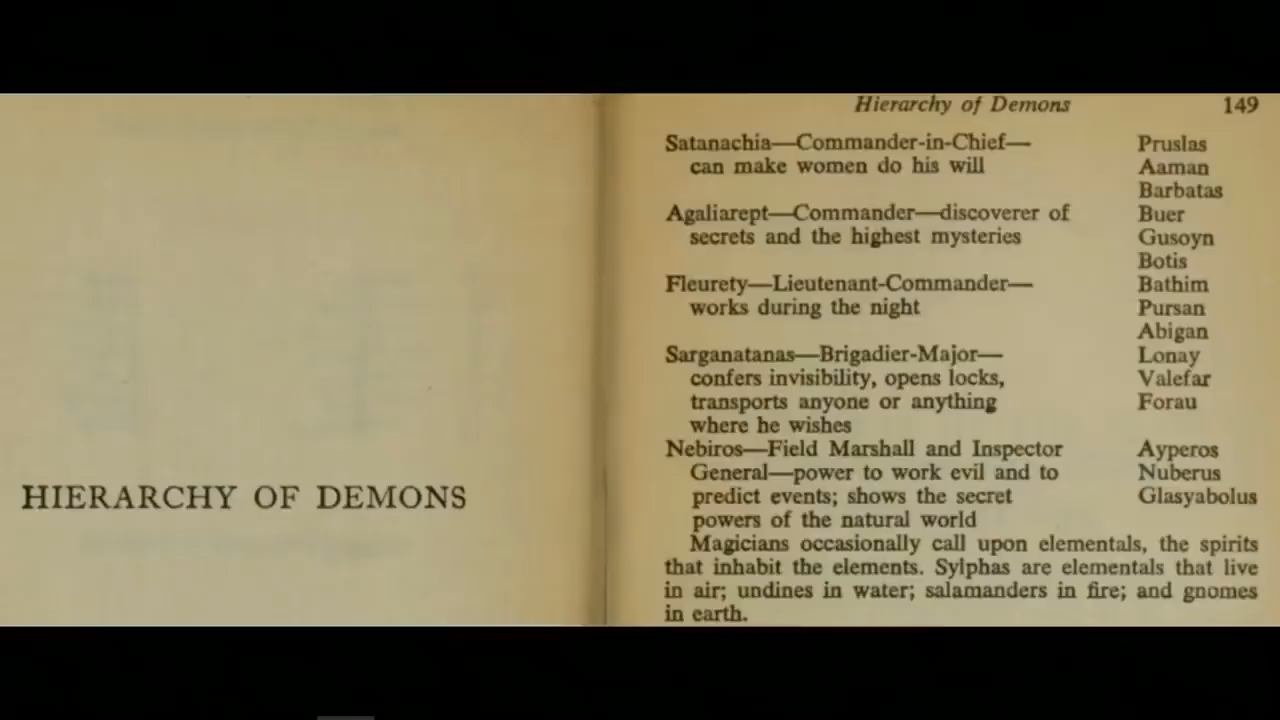 HIERARCHY OF DEMONS
Hierarchy of Demons 149
Satanachia—Commander-in-Chief— Pruslas
can make women do his will Aaman
Barbatas
Agaliarept—Commander—discoverer of Buer
secrets and the highest mysteries Gusoyn
Botis
Fleurety—Lieutenant-Commander— Bathim
works during the night Pursan
Abigan
Sarganatanas—Brigadier-Major— Lonay
confers invisibility, opens locks, Valefar
transports anyone or anything Forau
where he wishes
Nebiros—Field Marshall and Inspector Ayperos
General—power to work evil and to Nuberus
predict events; shows the secret Glasyabolus
powers of the natural world
Magicians occasionally call upon elementals, the spirits
that inhabit the elements. Sylphas are elementals that live
in air; undines in water; salamanders in fire; and gnomes
in earth.